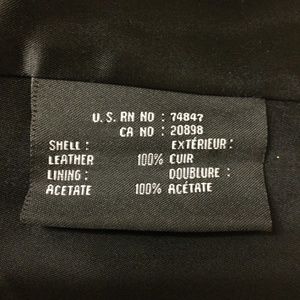 U.S. RN NO : 74847
CA NO : 20898
SHELL : EXTÉRIEUR :
LEATHER 100% CUIR
LINING : DOUBLURE :
ACETATE 100% ACÉTATE